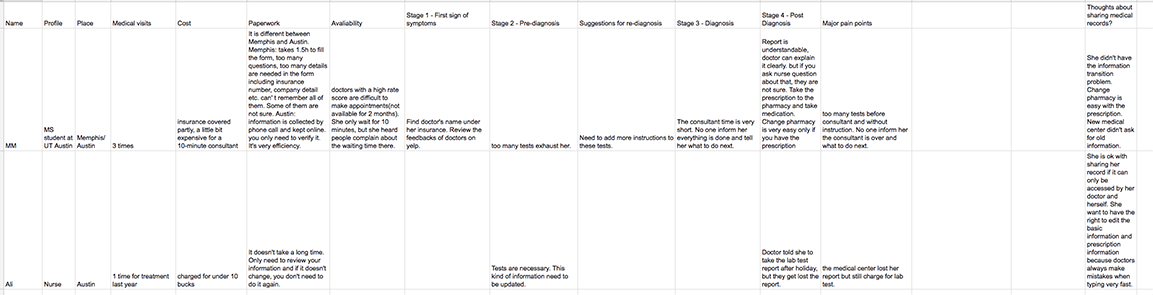 Name
Profile
Place
Medical visits
Cost
Paperwork
Avaliability
Stage 1 - First sign of
symptoms
Stage 2 - Pre-diagnosis
Suggestions for re-diagnosis
Stage 3 - Diagnosis
Stage 4 - Post
Diagnosis
Major pain points
Thoughts about
sharing medical
records?
MM
MS
student at
UT Austin
Memphis/
Austin
3 times
insurance covered
partly, a little bit
expensive for a
10-minute consultant
It is different between
Memphis and Austin.
Memphis: takes 1.5h to fill
the form, too many
questions, too many details
are needed in the form
including insurance
number, company detail
etc. can' t remember all of
them. Some of them are
not sure. Austin:
information is collected by
phone call and kept online.
you only need to verify it.
It's very efficiency.
doctors with a high rate
score are difficult to
make appointments(not
available for 2 months).
She only wait for 10
minutes, but she heard
people complain about
the waiting time there.
Find doctor's name under
her insurance. Review the
feedbacks of doctors on
yelp.
too many tests exhaust her.
Need to add more instructions to
these tests.
The consultant time is very
short. No one inform her
everything is done and tell
her what to do next.
Report is
understandable,
doctor can explain
it clearly. but if you
ask nurse question
about that, they are
not sure. Take the
prescription to the
pharmacy and take
medication.
Change pharmacy
is very easy only if
you have the
prescription
too many tests before
consultant and without
instruction. No one inform her
the consultant is over and
what to do next.
She didn't have
the information
transition
problem.
Change
pharmacy is
easy with the
prescription.
New medical
center didn't ask
for old
information.
Ali
Nurse
Austin
1 time for treatment
last year
charged for under 10
bucks
It doesn't take a long time.
Only need to review your
information and if it doesn't
change, you don't need to
do it again.
Tests are necessary. This
kind of information need to
be updated.
Doctor told she to
take the lab test
report after holiday,
but they get lost the
report.
the medical center lost her
report but still charge for lab
test.
She is ok with
sharing her
record if it can
only be
accessed by her
doctor and
herself. She
want to have the
right to edit the
basic
information and
prescription
information
because doctors
always make
mistakes when
typing very fast.